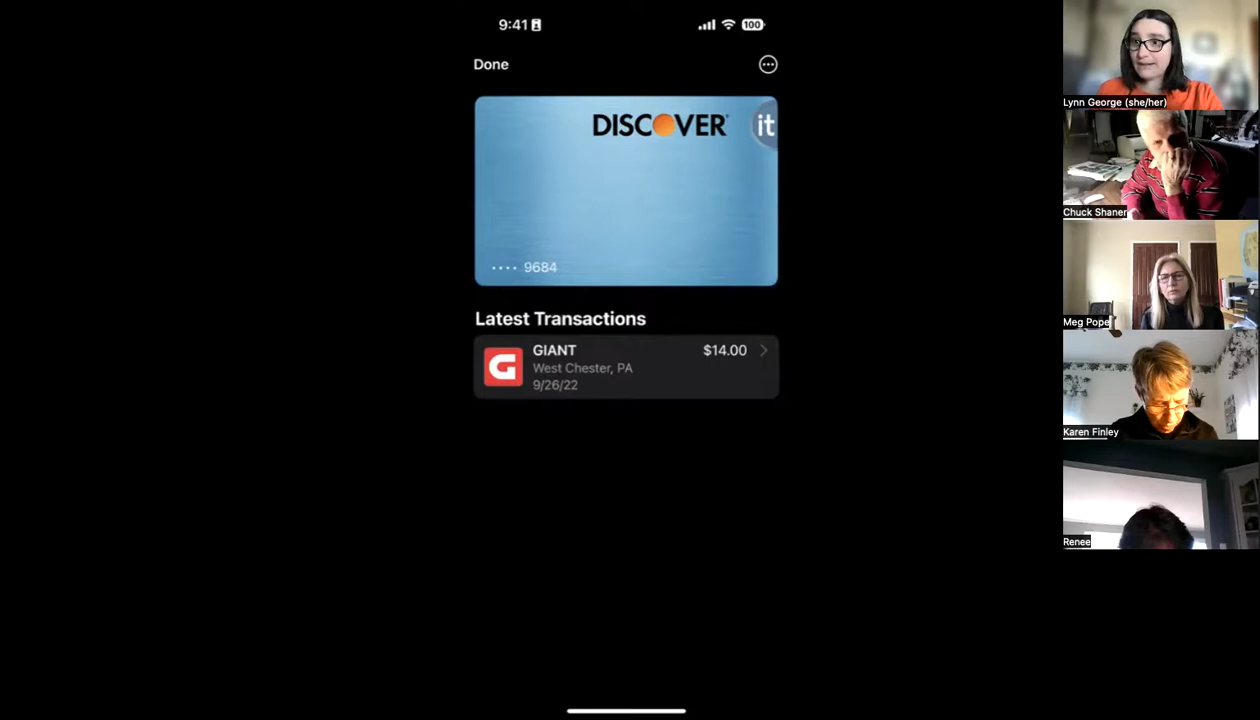 9:41
100
Done
DISCOVER it
•••• 9684
Latest Transactions
G
GIANT
$14.00
West Chester, PA
9/26/22
Lynn George (she/her)
Chuck Shaner
Meg Pope
Karen Finley
Renee